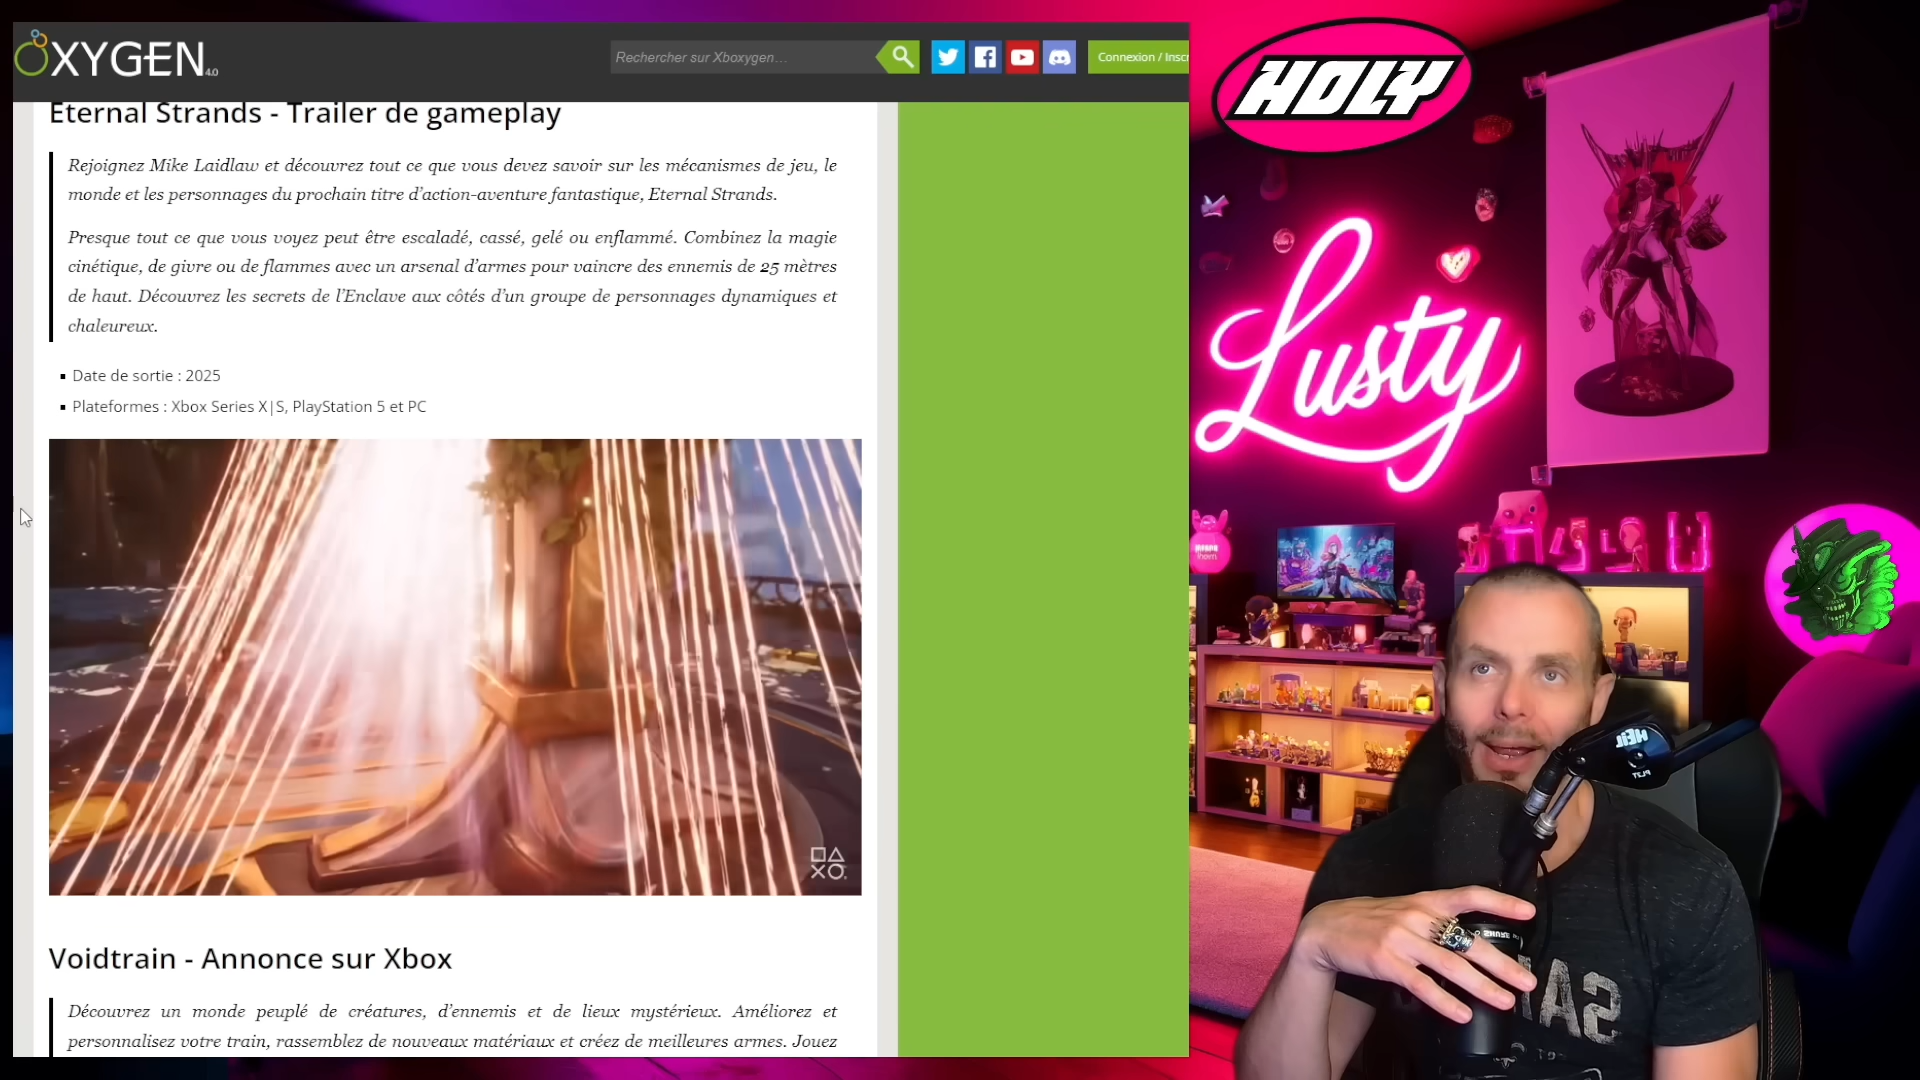 XYGEN 4.0
Rechercher sur Xboxygen...
Connexion / Inscr
Eternal Strands - Trailer de gameplay
Rejoignez Mike Laidlaw et découvrez tout ce que vous devez savoir sur les mécanismes de jeu, le
monde et les personnages du prochain titre d'action-aventure fantastique, Eternal Strands.
Presque tout ce que vous voyez peut être escaladé, cassé, gelé ou enflammé. Combinez la magie
cinétique, de givre ou de flammes avec un arsenal d'armes pour vaincre des ennemis de 25 mètres
de haut. Découvrez les secrets de l'Enclave aux côtés d'un groupe de personnages dynamiques et
chaleureux.
Date de sortie : 2025
Plateformes : Xbox Series X|S, PlayStation 5 et PC
Voidtrain - Annonce sur Xbox
Découvrez un monde peuplé de créatures, d'ennemis et de lieux mystérieux. Améliorez et
personnalisez votre train, rassemblez de nouveaux matériaux et créez de meilleures armes. Jouez
HOLY
Lusty
SHURE